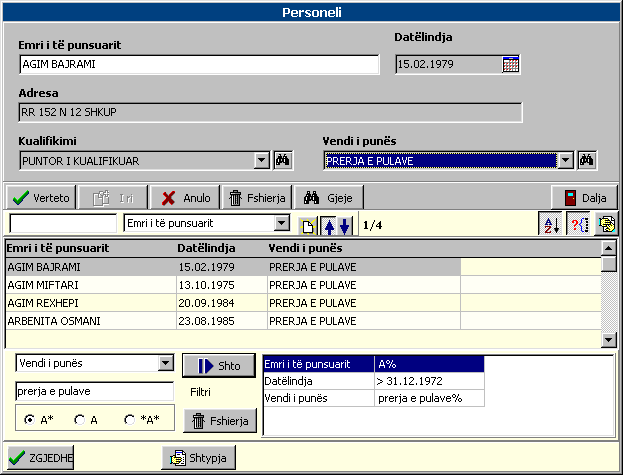 Personeli
Emri i të punsuarit Datëlindja
AGIM BAJRAMI 15.02.1979
Adresa
RR 152 N 12 SHKUP
Kualifikimi Vendi i punës
PUNTOR I KUALIFIKUAR PRERJA E PULAVE
Verteto I ri Anulo Fshierja Gjeje Dalja
Emri i të punsuarit 1/4
Emri i të punsuarit Datëlindja Vendi i punës
AGIM BAJRAMI 15.02.1979 PRERJA E PULAVE
AGIM MIFTARI 13.10.1975 PRERJA E PULAVE
AGIM REXHEPI 20.09.1984 PRERJA E PULAVE
ARBENITA OSMANI 23.08.1985 PRERJA E PULAVE
Vendi i punës Shto Emri i të punsuarit A%
Datëlindja > 31.12.1972
prerja e pulave Filtri Vendi i punës prerja e pulave%
A* A *A* Fshierja
ZGJEDHE Shtypja